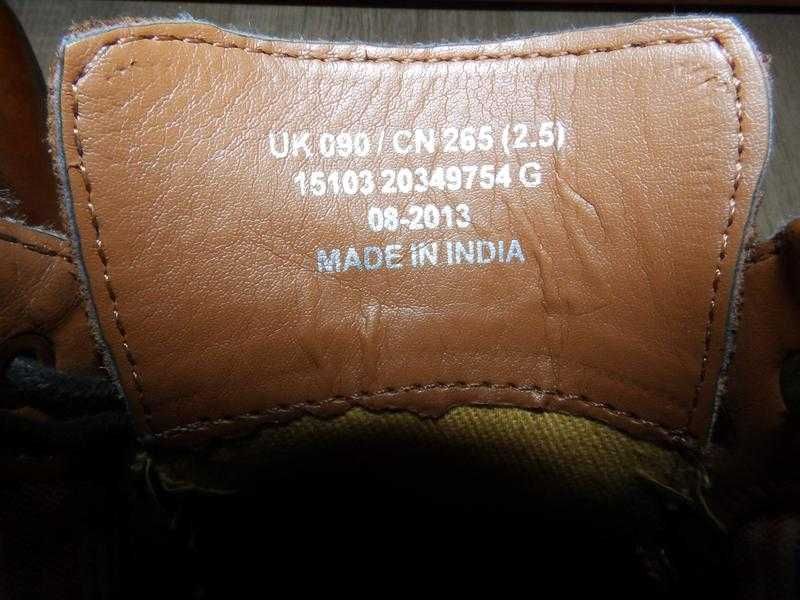 UK 090 / CN 265 (2.5)
15103 20349754 G
08-2013
MADE IN INDIA